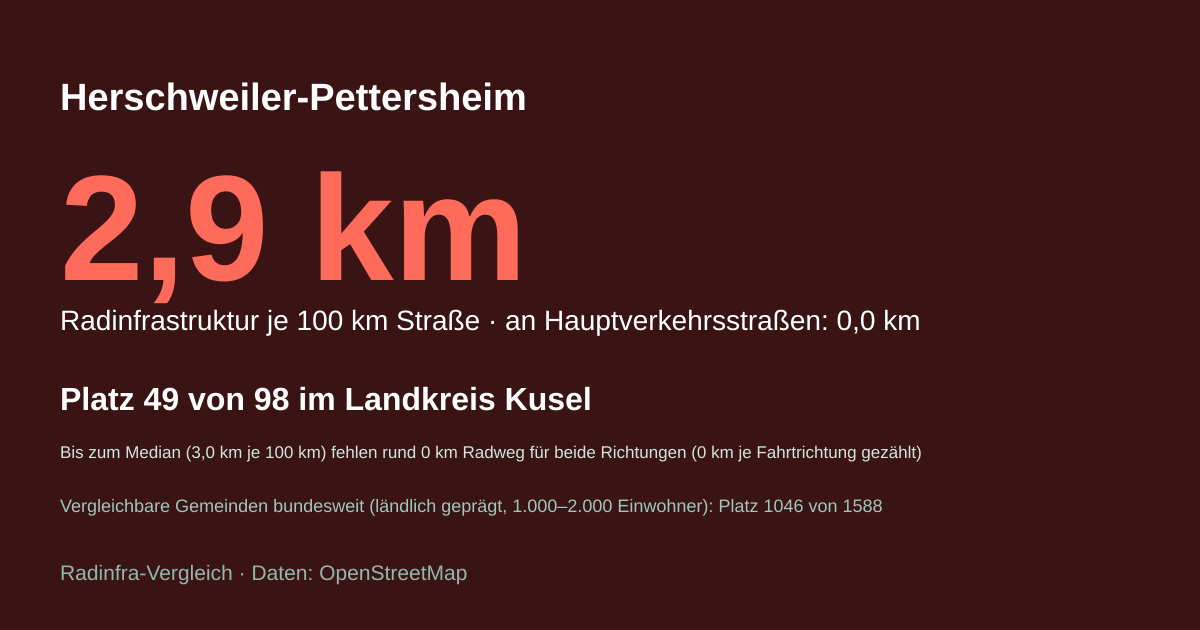 Herschweiler-Pettersheim
2,9 km
Radinfrastruktur je 100 km Straße · an Hauptverkehrsstraßen: 0,0 km
Platz 49 von 98 im Landkreis Kusel
Bis zum Median (3,0 km je 100 km) fehlen rund 0 km Radweg für beide Richtungen (0 km je Fahrtrichtung gezählt)
Vergleichbare Gemeinden bundesweit (ländlich geprägt, 1.000–2.000 Einwohner): Platz 1046 von 1588
Radinfra-Vergleich · Daten: OpenStreetMap